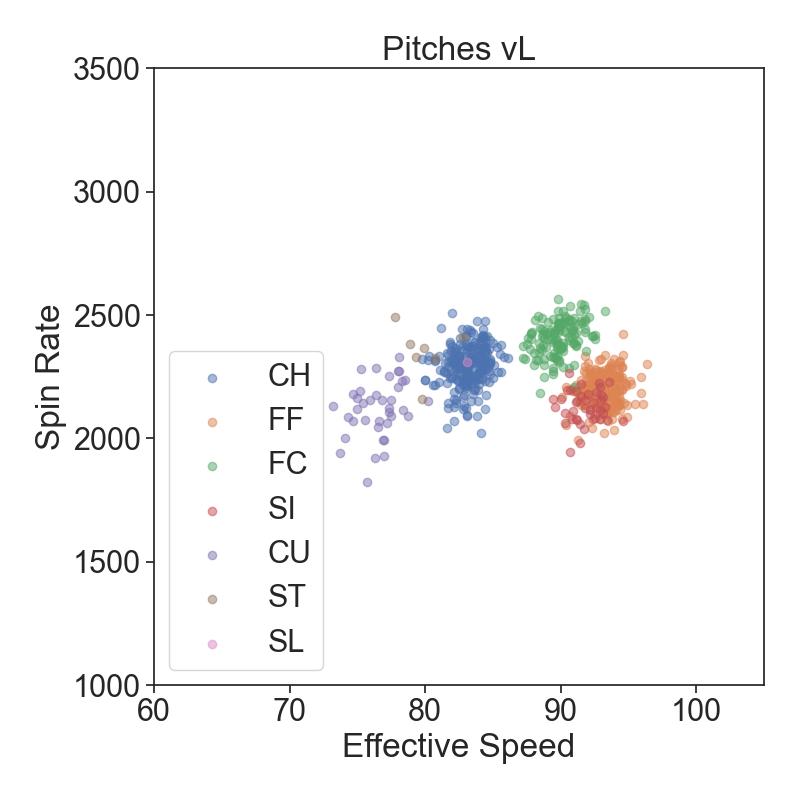 Pitches vL
3500
3000
2500
2000
1500
1000
Spin Rate
CH
FF
FC
SI
CU
ST
SL
60 70 80 90 100
Effective Speed